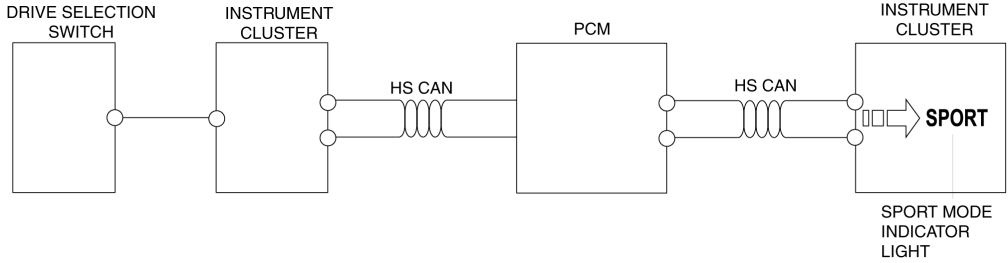 DRIVE SELECTION
SWITCH
INSTRUMENT
CLUSTER
HS CAN
PCM
HS CAN
INSTRUMENT
CLUSTER
SPORT
SPORT MODE
INDICATOR
LIGHT